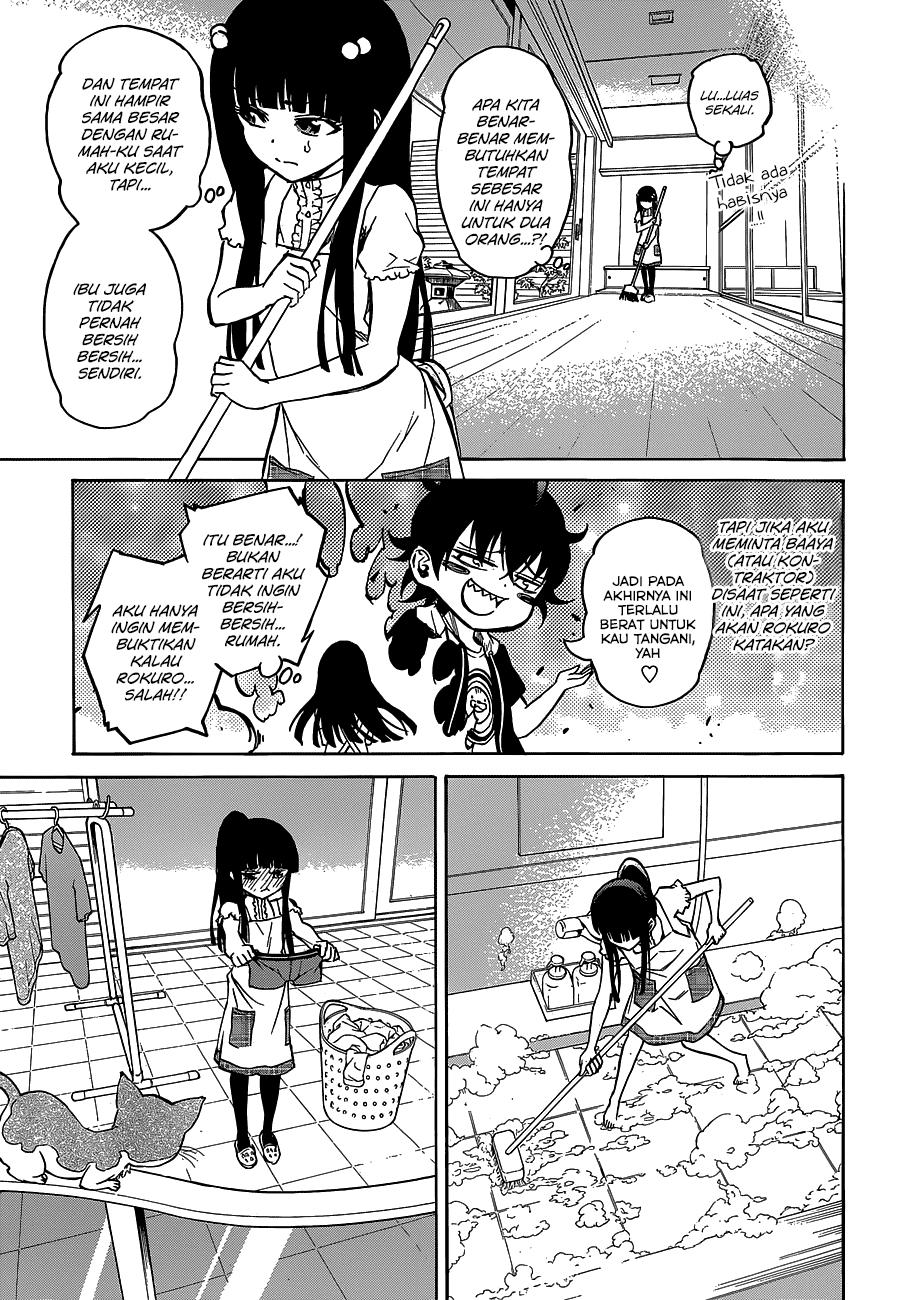 LU...LUAS
SEKALI.
Tidak ada
habisnya
!!
APA KITA
BENAR-
BENAR MEM-
BUTUHKAN
TEMPAT
SEBESAR
INI HANYA
UNTUK DUA
ORANG...?!
DAN TEMPAT
INI HAMPIR
SAMA BESAR
DENGAN RU-
MAH-KU SAAT
AKU KECIL,
TAPI...
IBU JUGA
TIDAK
PERNAH
BERSIH
BERSIH...
SENDIRI.
TAPI JIKA AKU
MEMINTA BAAYA
(ATAU KON-
TRAKTOR)
DISAAT SEPERTI
INI, APA YANG
AKAN ROKURO
KATAKAN?
JADI PADA
AKHIRNYA INI
TERLALU
BERAT UNTUK
KAU TANGANI,
YAH
♡
ITU BENAR...!
BUKAN
BERARTI AKU
TIDAK INGIN
BERSIH-
BERSIH...
RUMAH.
AKU HANYA
INGIN MEM-
BUKTIKAN
KALAU
ROKURO...
SALAH!!